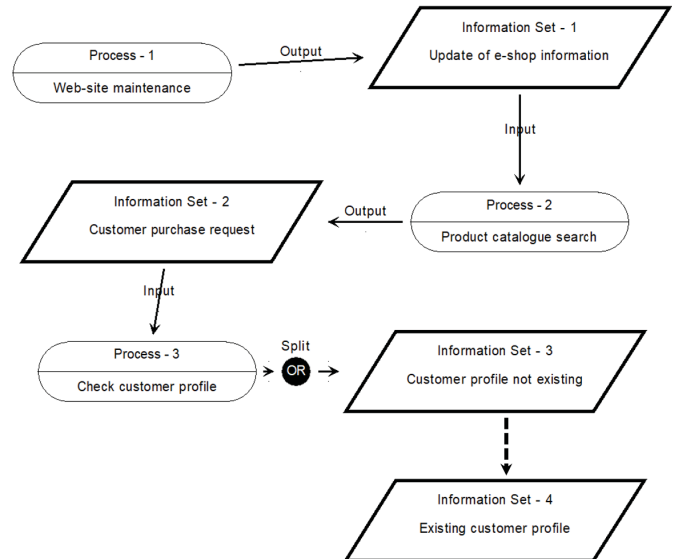 Process - 1
Web-site maintenance
Output
Information Set - 1
Update of e-shop information
Input
Information Set - 2
Customer purchase request
Output
Process - 2
Product catalogue search
Input
Process - 3
Check customer profile
Split
OR
Information Set - 3
Customer profile not existing
Information Set - 4
Existing customer profile